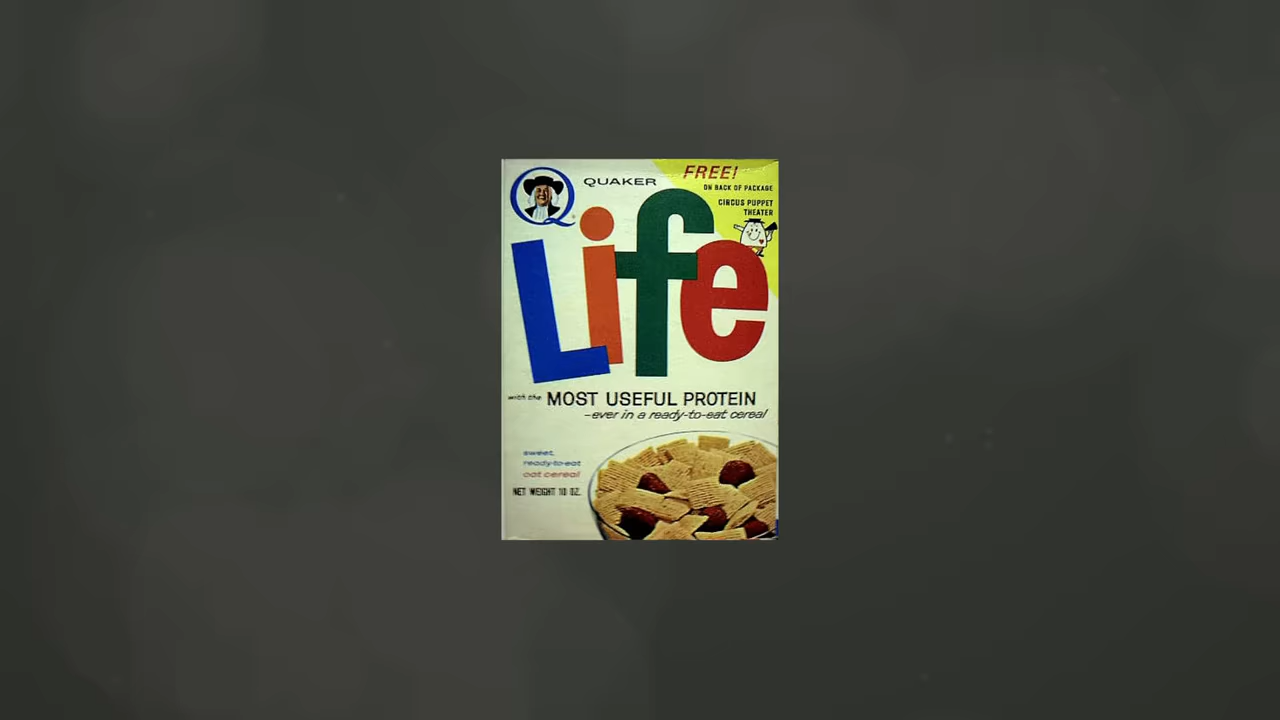 QUAKER
FREE!
ON BACK OF PACKAGE
CIRCUS PUPPET
THEATER
Life
with the MOST USEFUL PROTEIN
-ever in a ready-to-eat cereal
sweet,
ready-to-eat
oat cereal
NET WEIGHT 10 OZ.